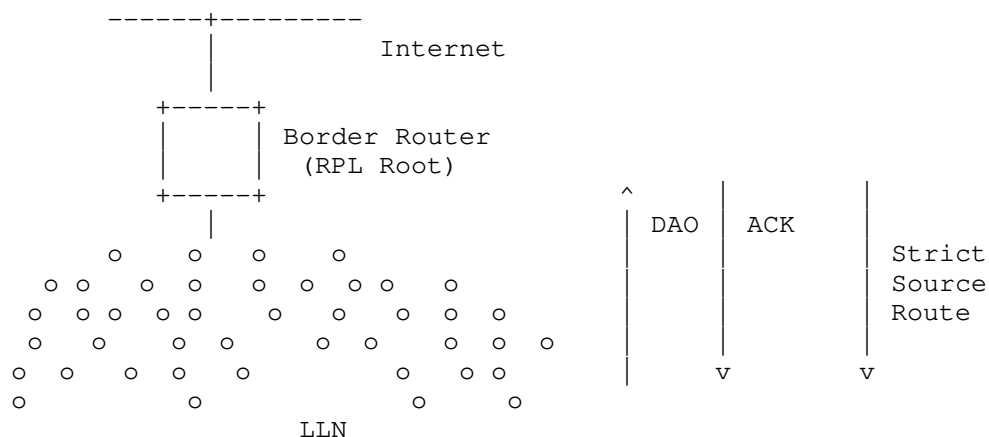 Internet
Border Router
(RPL Root)
DAO ACK
Strict
Source
Route
LLN